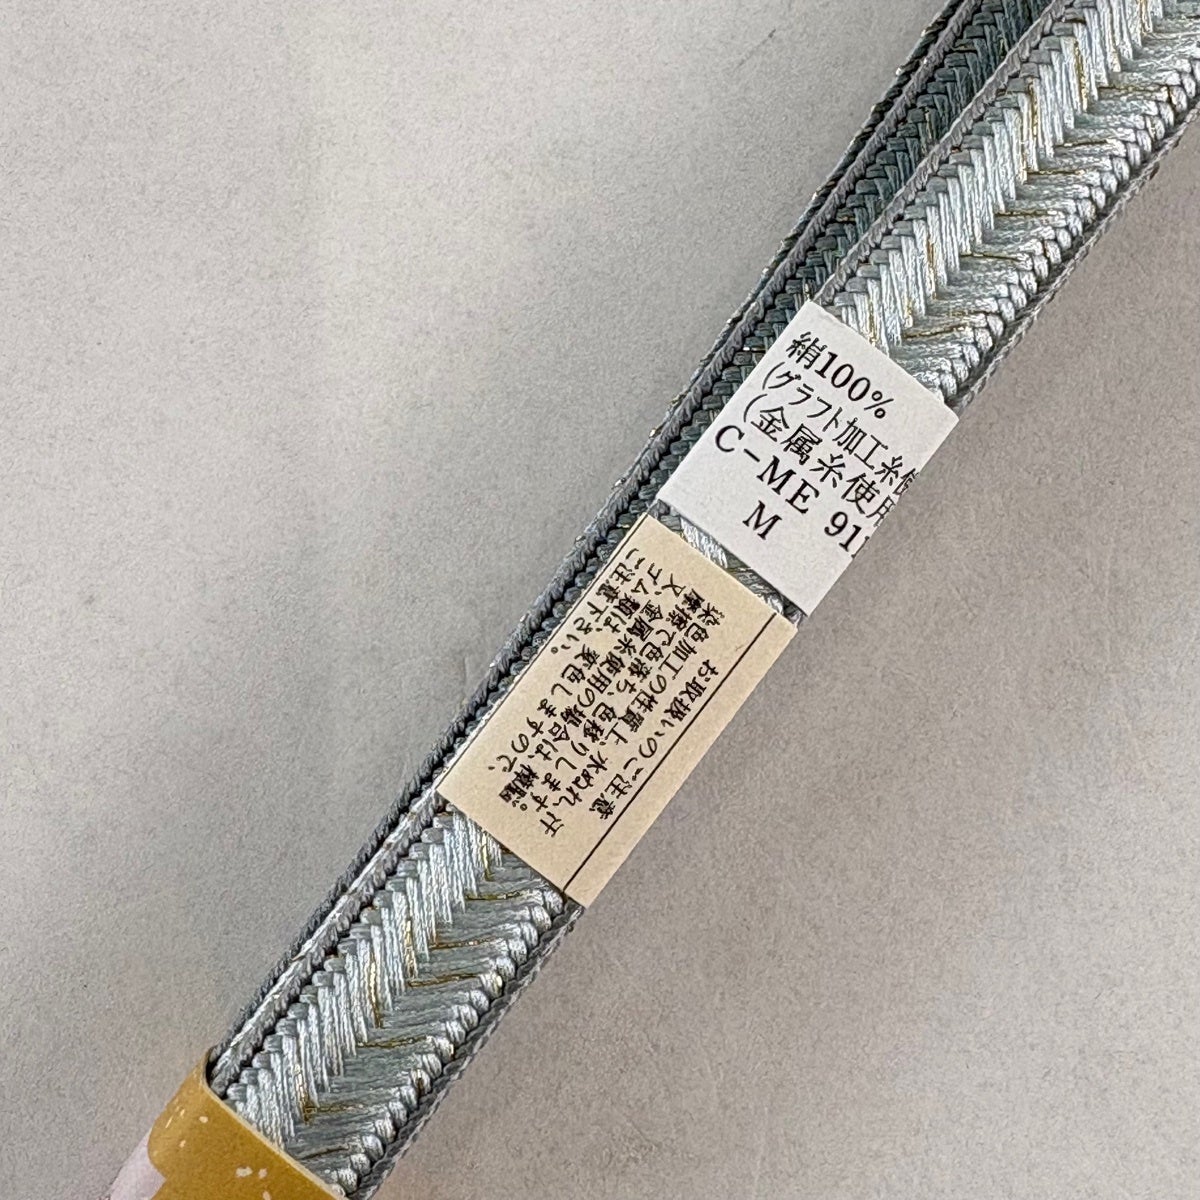 絹100%
(グラフト加工糸使
(金属糸使用
C-ME 911
M
お取扱いのご注意
染色加工の性質上、水ぬれ、汗
摩擦で色落ち、色移りします。
又、金属糸使用の場合は、樟脳
ゴム類は、変色しますので、
ご注意下さい。